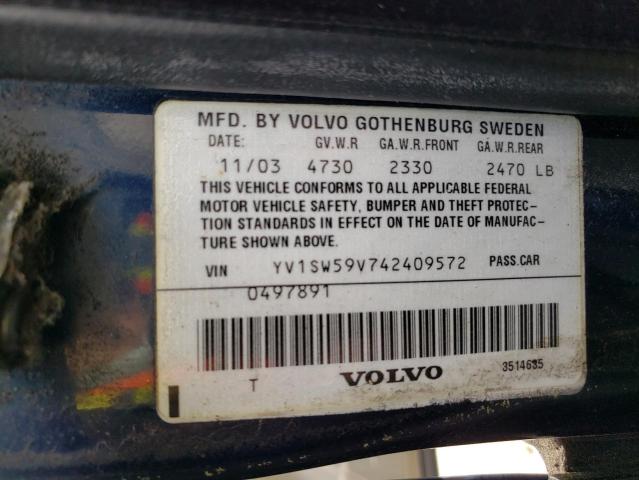 MFD. BY VOLVO GOTHENBURG SWEDEN
DATE: GV.W.R GA.W.R.FRONT GA.W.R.REAR
11/03 4730 2330 2470 LB
THIS VEHICLE CONFORMS TO ALL APPLICABLE FEDERAL
MOTOR VEHICLE SAFETY, BUMPER AND THEFT PROTEC–
TION STANDARDS IN EFFECT ON THE DATE OF MANUFAC–
TURE SHOWN ABOVE.
VIN YV1SW59V742409572 PASS.CAR
0497891
T VOLVO 3514635